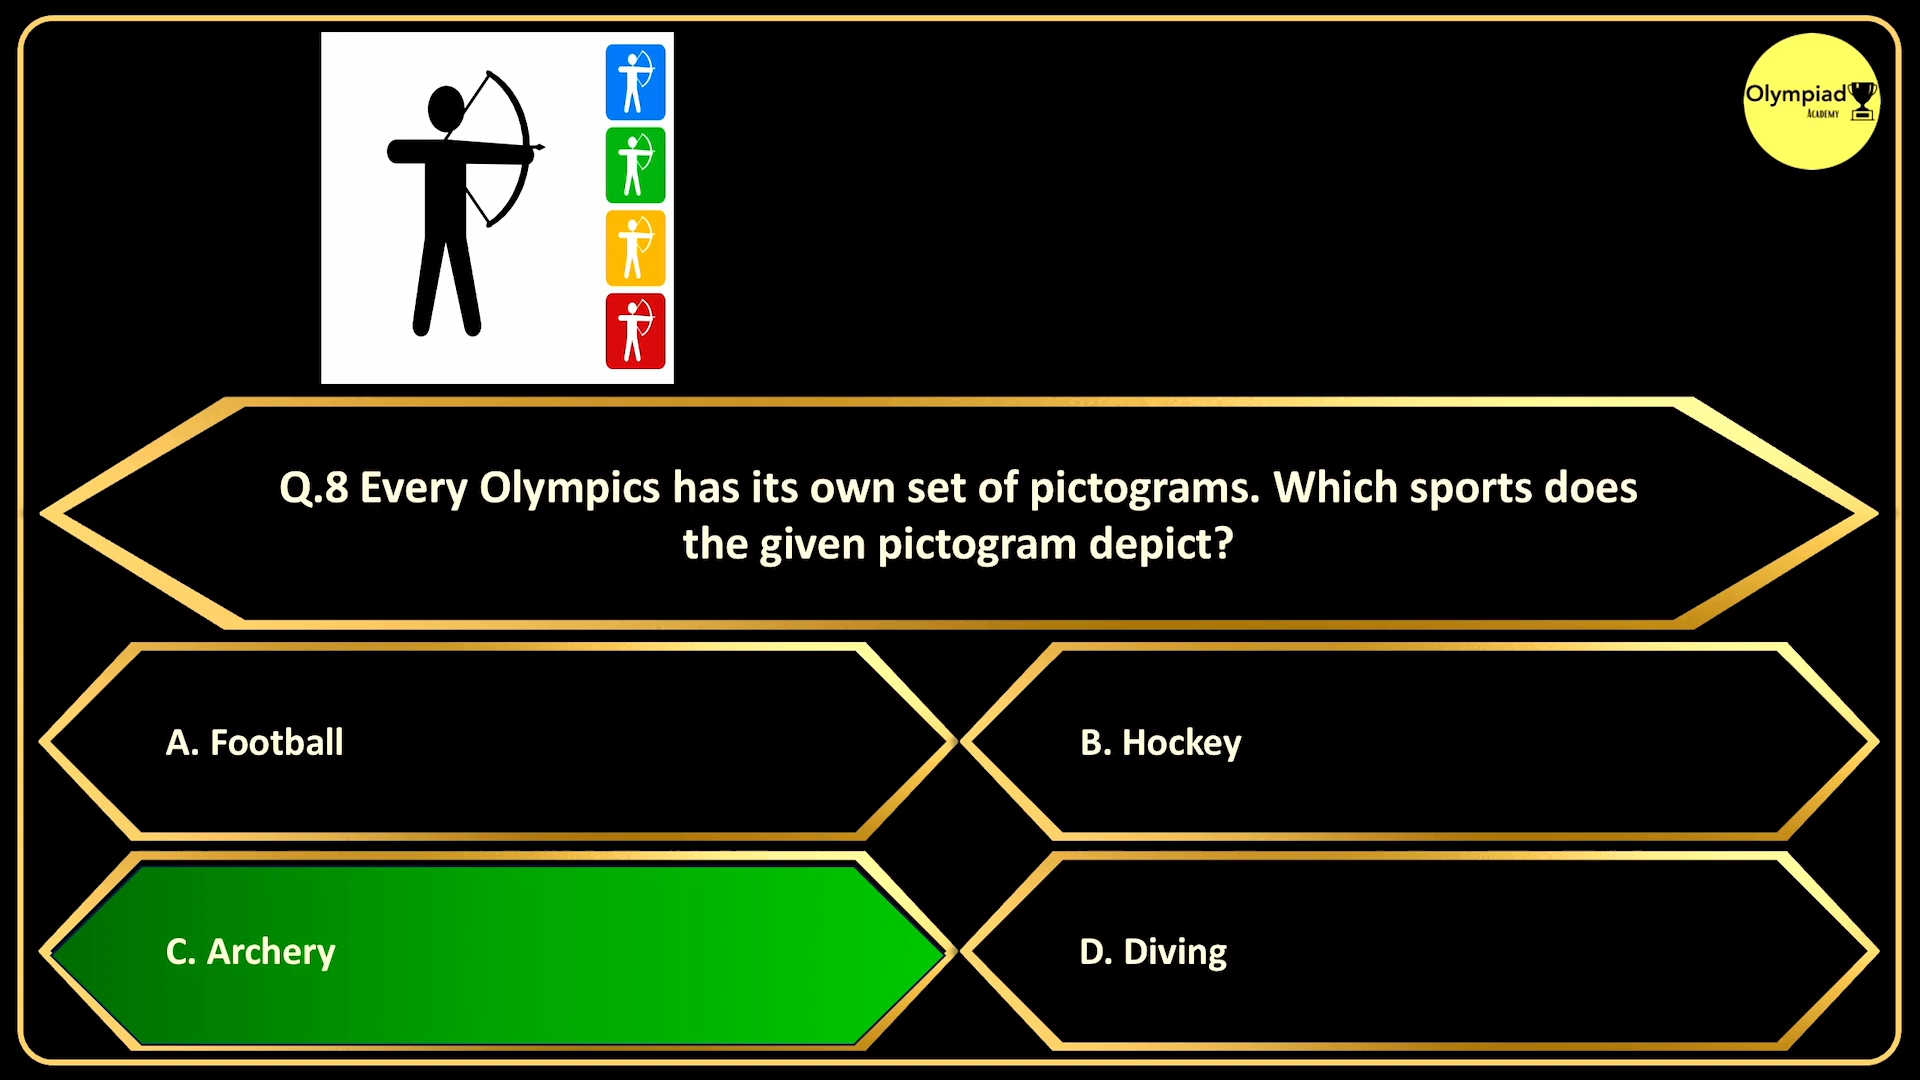 Olympiad
ACADEMY
Q.8 Every Olympics has its own set of pictograms. Which sports does
the given pictogram depict?
A. Football
B. Hockey
C. Archery
D. Diving